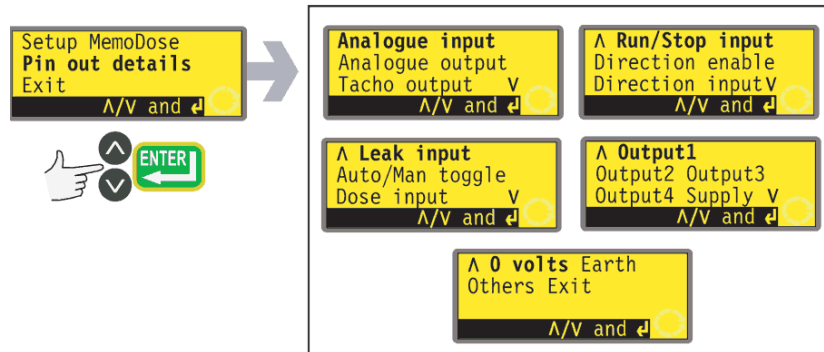 Setup MemoDose
Pin out details
Exit
Λ/V and ↲
ENTER
Analogue input
Analogue output
Tacho output V
Λ/V and ↲
Λ Run/Stop input
Direction enable
Direction inputV
Λ/V and ↲
Λ Leak input
Auto/Man toggle
Dose input V
Λ/V and ↲
Λ Output1
Output2 Output3
Output4 Supply V
Λ/V and ↲
Λ 0 volts Earth
Others Exit
Λ/V and ↲